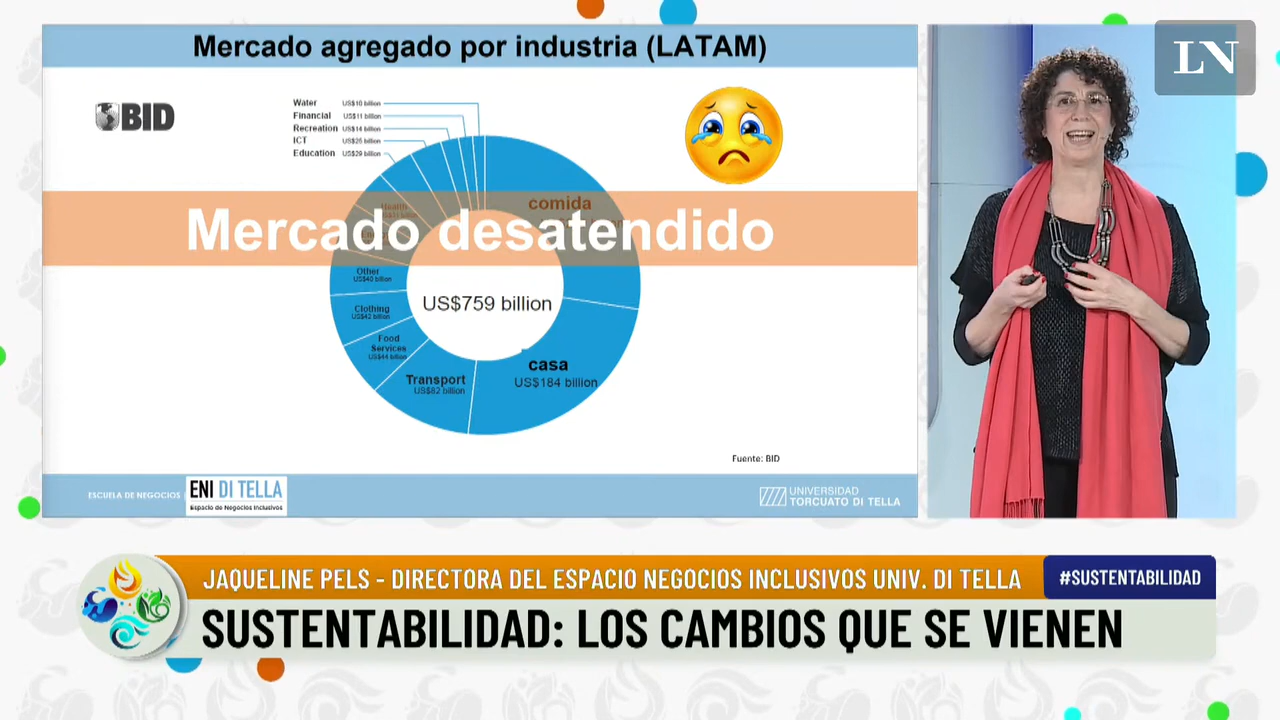 Mercado agregado por industria (LATAM)
LN
BID
Water US$10 billion
Financial US$11 billion
Recreation US$14 billion
ICT US$25 billion
Education US$29 billion
comida
Health
Mercado desatendido
Other
US$40 billion
Clothing
US$42 billion
US$759 billion
Food
Services
US$44 billion
Transport
US$82 billion
casa
US$184 billion
Fuente: BID
ESCUELA DE NEGOCIOS
ENI DI TELLA
Espacio de Negocios Inclusivos
UNIVERSIDAD
TORCUATO DI TELLA
JAQUELINE PELS - DIRECTORA DEL ESPACIO NEGOCIOS INCLUSIVOS UNIV. DI TELLA
#SUSTENTABILIDAD
SUSTENTABILIDAD: LOS CAMBIOS QUE SE VIENEN